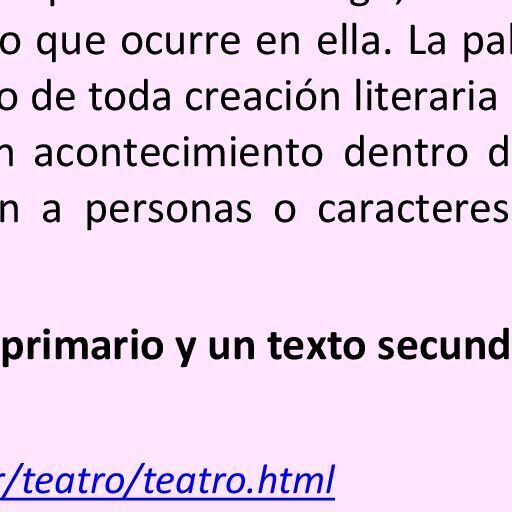 o que ocurre en ella. La pal
o de toda creación literaria
n acontecimiento dentro d
n a personas o caracteres
primario y un texto secund
r/teatro/teatro.html